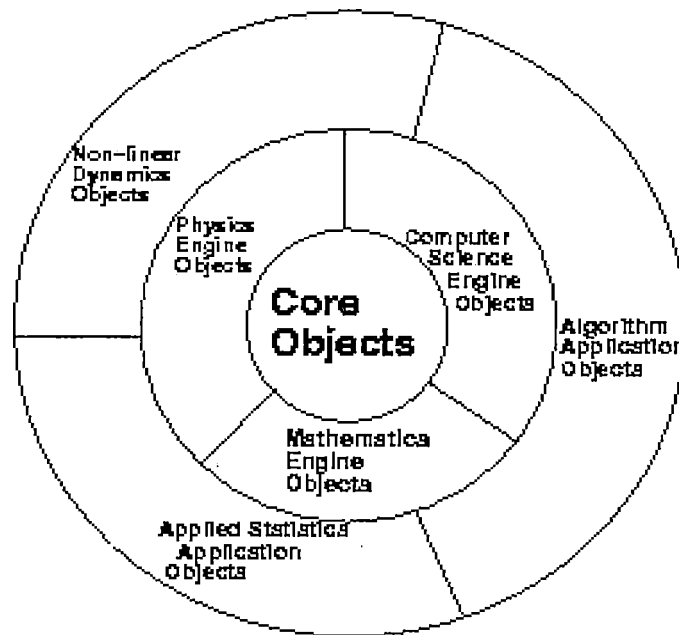 Non-linear
Dynamics
Objects
Physics
Engine
Objects
Computer
Science
Engine
Objects
Core
Objects
Algorithm
Application
Objects
Mathematics
Engine
Objects
Applied Statistics
Application
Objects